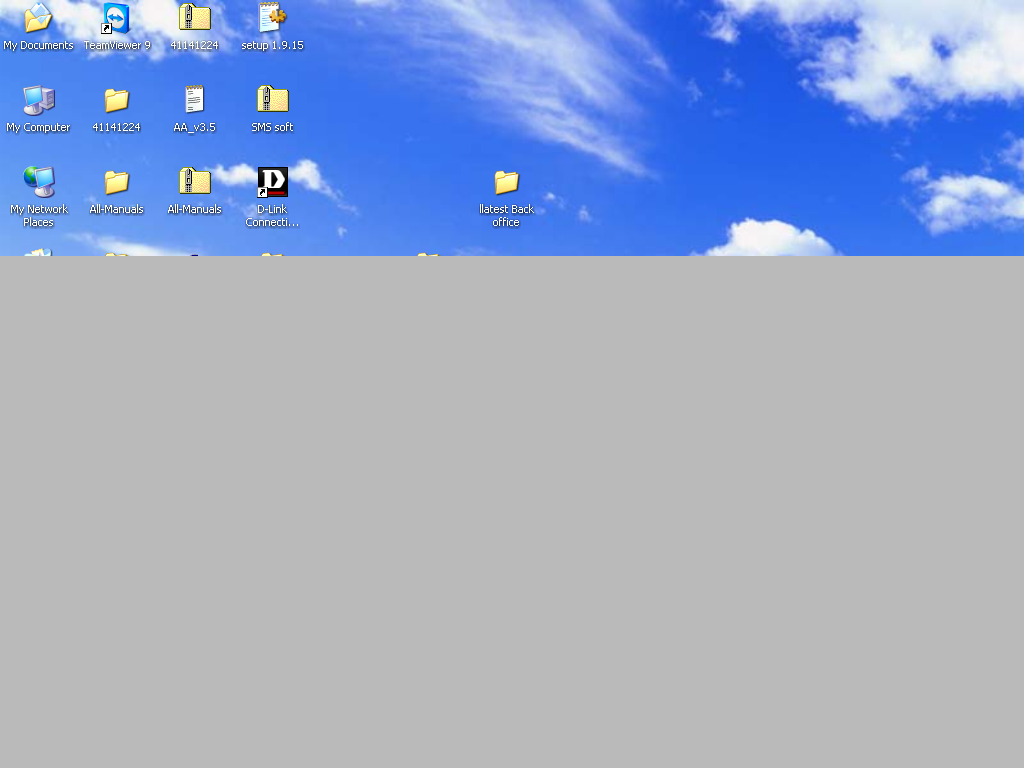 My Documents
TeamViewer 9
41141224
setup 1.9.15
My Computer
41141224
AA_v3.5
SMS soft
My Network
Places
All-Manuals
All-Manuals
D-Link
Connecti...
llatest Back
office